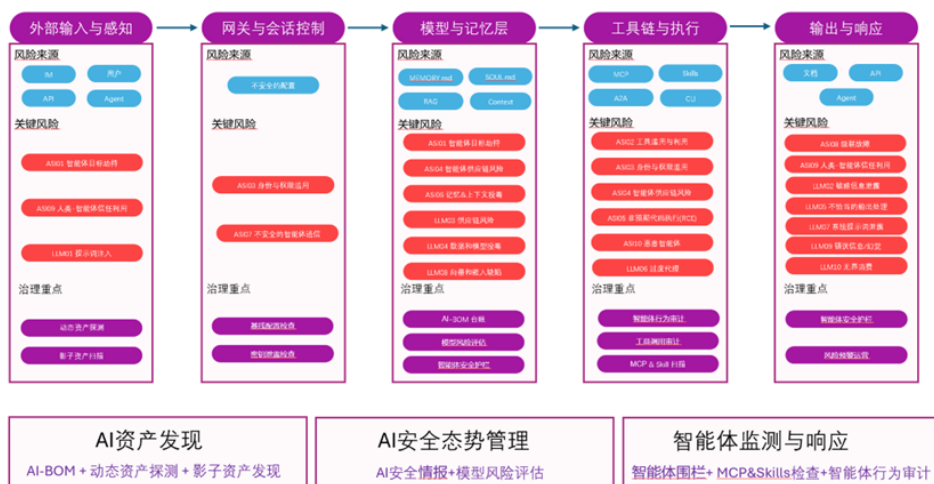 外部输入与感知
风险来源
IM
用户
API
Agent
关键风险
ASI01 智能体目标劫持
ASI09 人类-智能体信任利用
LLM01 提示词注入
治理重点
动态资产探测
影子资产扫描
网关与会话控制
风险来源
不安全的配置
关键风险
ASI03 身份与权限滥用
ASI07 不安全的智能体通信
治理重点
基线配置检查
密钥泄露检查
模型与记忆层
风险来源
MEMORY.md
SOUL.md
RAG
Context
关键风险
ASI01 智能体目标劫持
ASI04 智能体供应链风险
ASI06 记忆&上下文投毒
LLM03 供应链风险
LLM04 数据和模型投毒
LLM08 向量和嵌入缺陷
治理重点
AI-BOM 台账
模型风险评估
智能体安全护栏
工具链与执行
风险来源
MCP
Skills
A2A
CLI
关键风险
ASI02 工具滥用与利用
ASI03 身份与权限滥用
ASI04 智能体供应链风险
ASI05 非预期代码执行(RCE)
ASI10 恶意智能体
LLM06 过度代理
治理重点
智能体行为审计
工具调用审计
MCP & Skill 扫描
输出与响应
风险来源
文档
API
Agent
关键风险
ASI08 级联故障
ASI09 人类-智能体信任利用
LLM02 敏感信息泄露
LLM05 不恰当的输出处理
LLM07 系统提示词泄露
LLM09 错误信息/幻觉
LLM10 无界消费
治理重点
智能体安全护栏
风险预警运营
AI资产发现
AI-BOM + 动态资产探测 + 影子资产发现
AI安全态势管理
AI安全情报+模型风险评估
智能体监测与响应
智能体围栏+ MCP&Skills检查+智能体行为审计